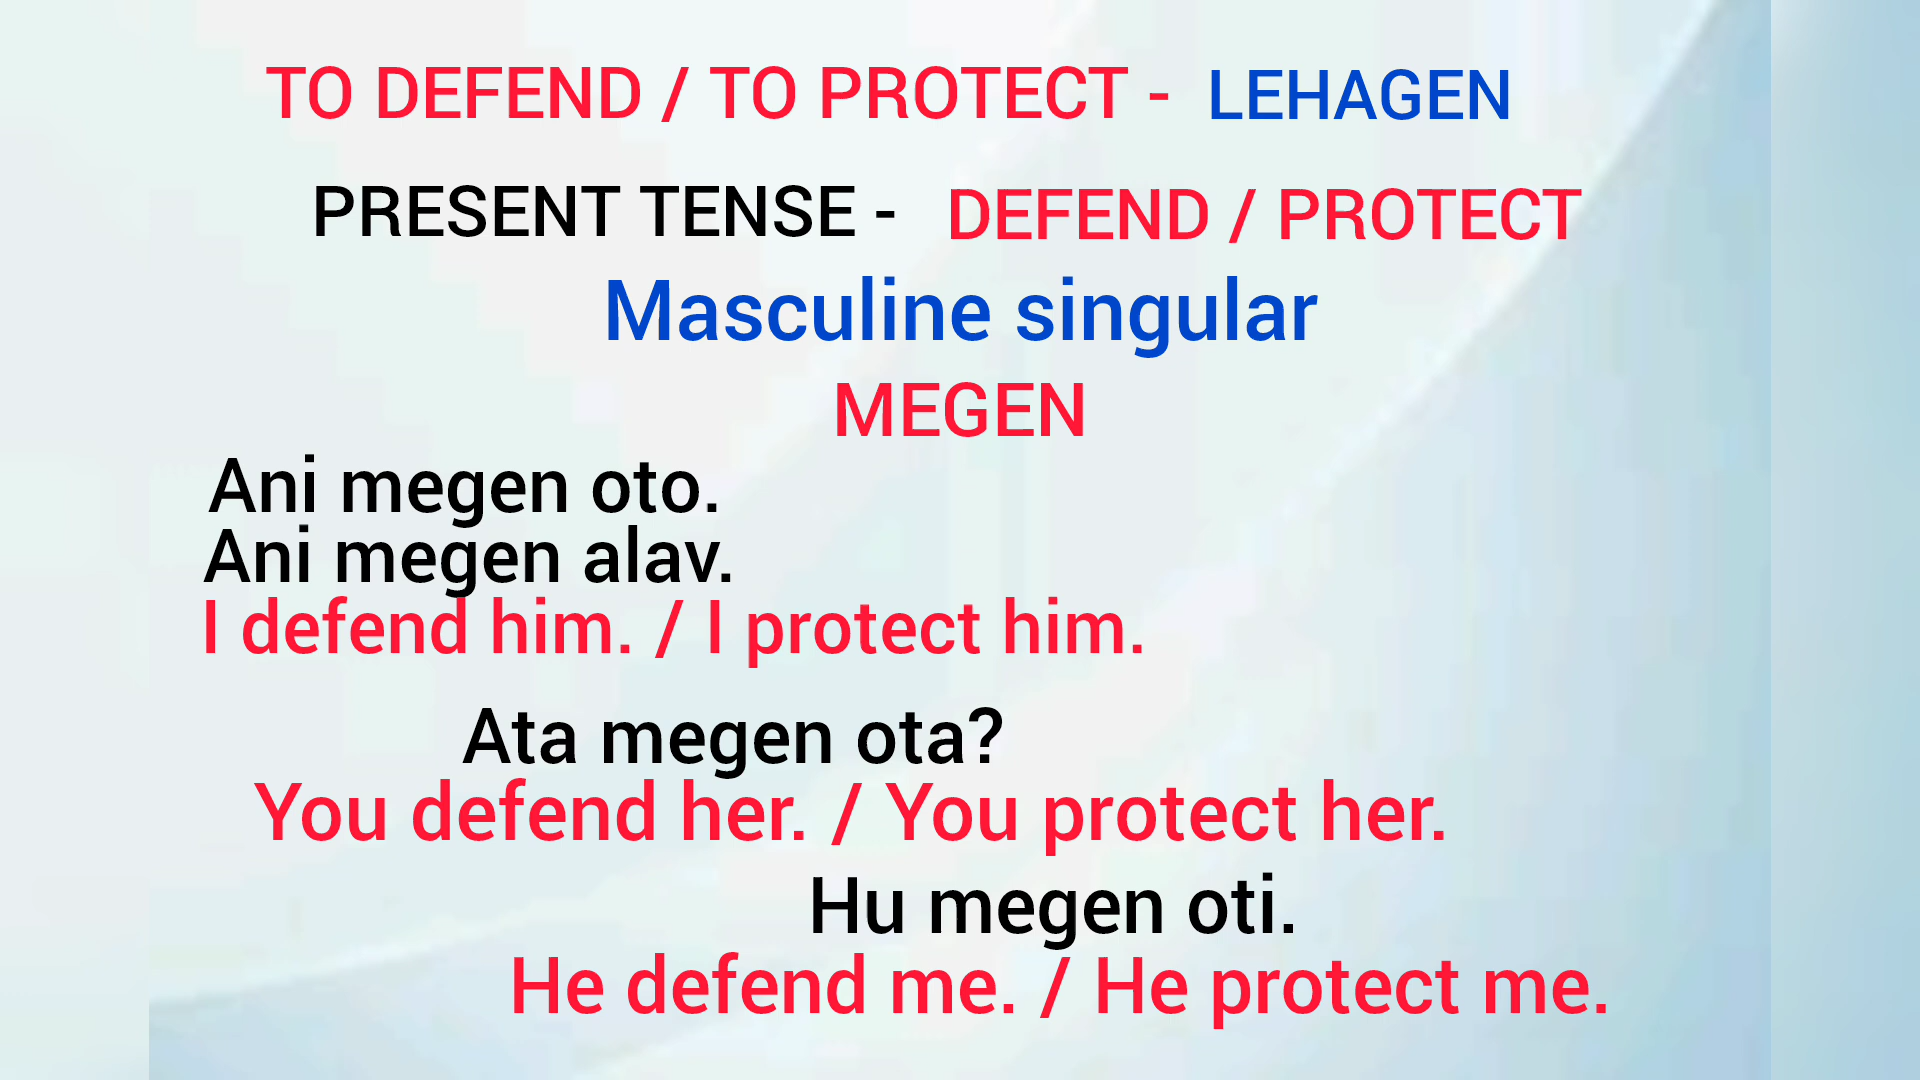 TO DEFEND / TO PROTECT - LEHAGEN
PRESENT TENSE - DEFEND / PROTECT
Masculine singular
MEGEN
Ani megen oto.
Ani megen alav.
I defend him. / I protect him.
Ata megen ota?
You defend her. / You protect her.
Hu megen oti.
He defend me. / He protect me.